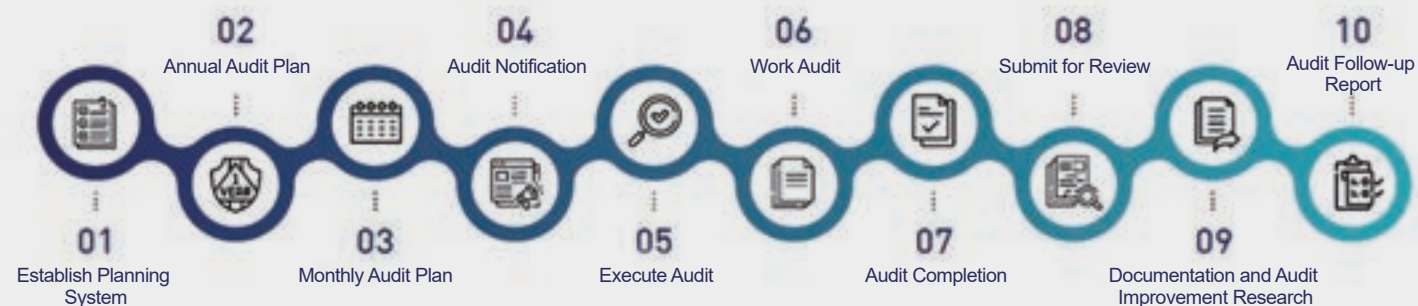 02
Annual Audit Plan
04
Audit Notification
06
Work Audit
08
Submit for Review
10
Audit Follow-up
Report
01
Establish Planning
System
03
Monthly Audit Plan
05
Execute Audit
07
Audit Completion
09
Documentation and Audit
Improvement Research